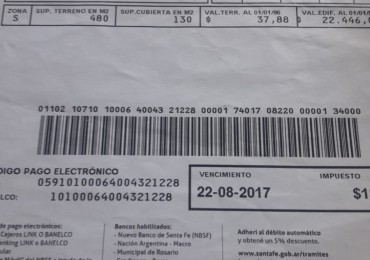 ZONA SUP. TERRENO EN M2 SUP.CUBIERTA EN M2 VAL.TERR. AL 01/01/96 VAL.EDIF. AL 01/01
S 480 130 $ 37,88 $ 22.446,
01102 10710 10006 40043 21228 00001 74017 08220 00001 34000
DIGO PAGO ELECTRÓNICO
05910100064004321228
ELCO: 10100064004321228
VENCIMIENTO IMPUESTO
22-08-2017 $1
de pago electrónicos:
Cajeros LINK O BANELCO
anking LINK O BANELCO
Bancos habilitados:
- Nuevo Banco de Santa Fe (NBSF)
- Nación Argentina - Macro
- Municipal de Rosario
Adherí al débito automático
y obtené un 5% descuento.
www.santafe.gob.ar/tramites